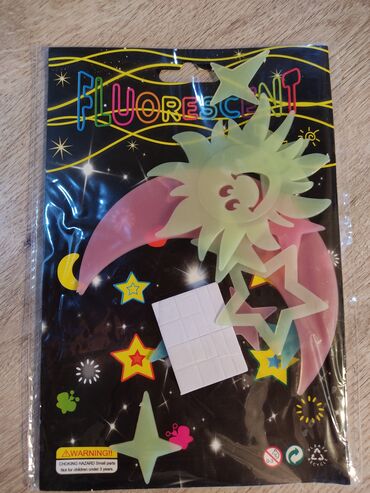 FLUORESCENT
WARNING!!
CHOKING HAZARD Small parts
Not for children under 3 years.